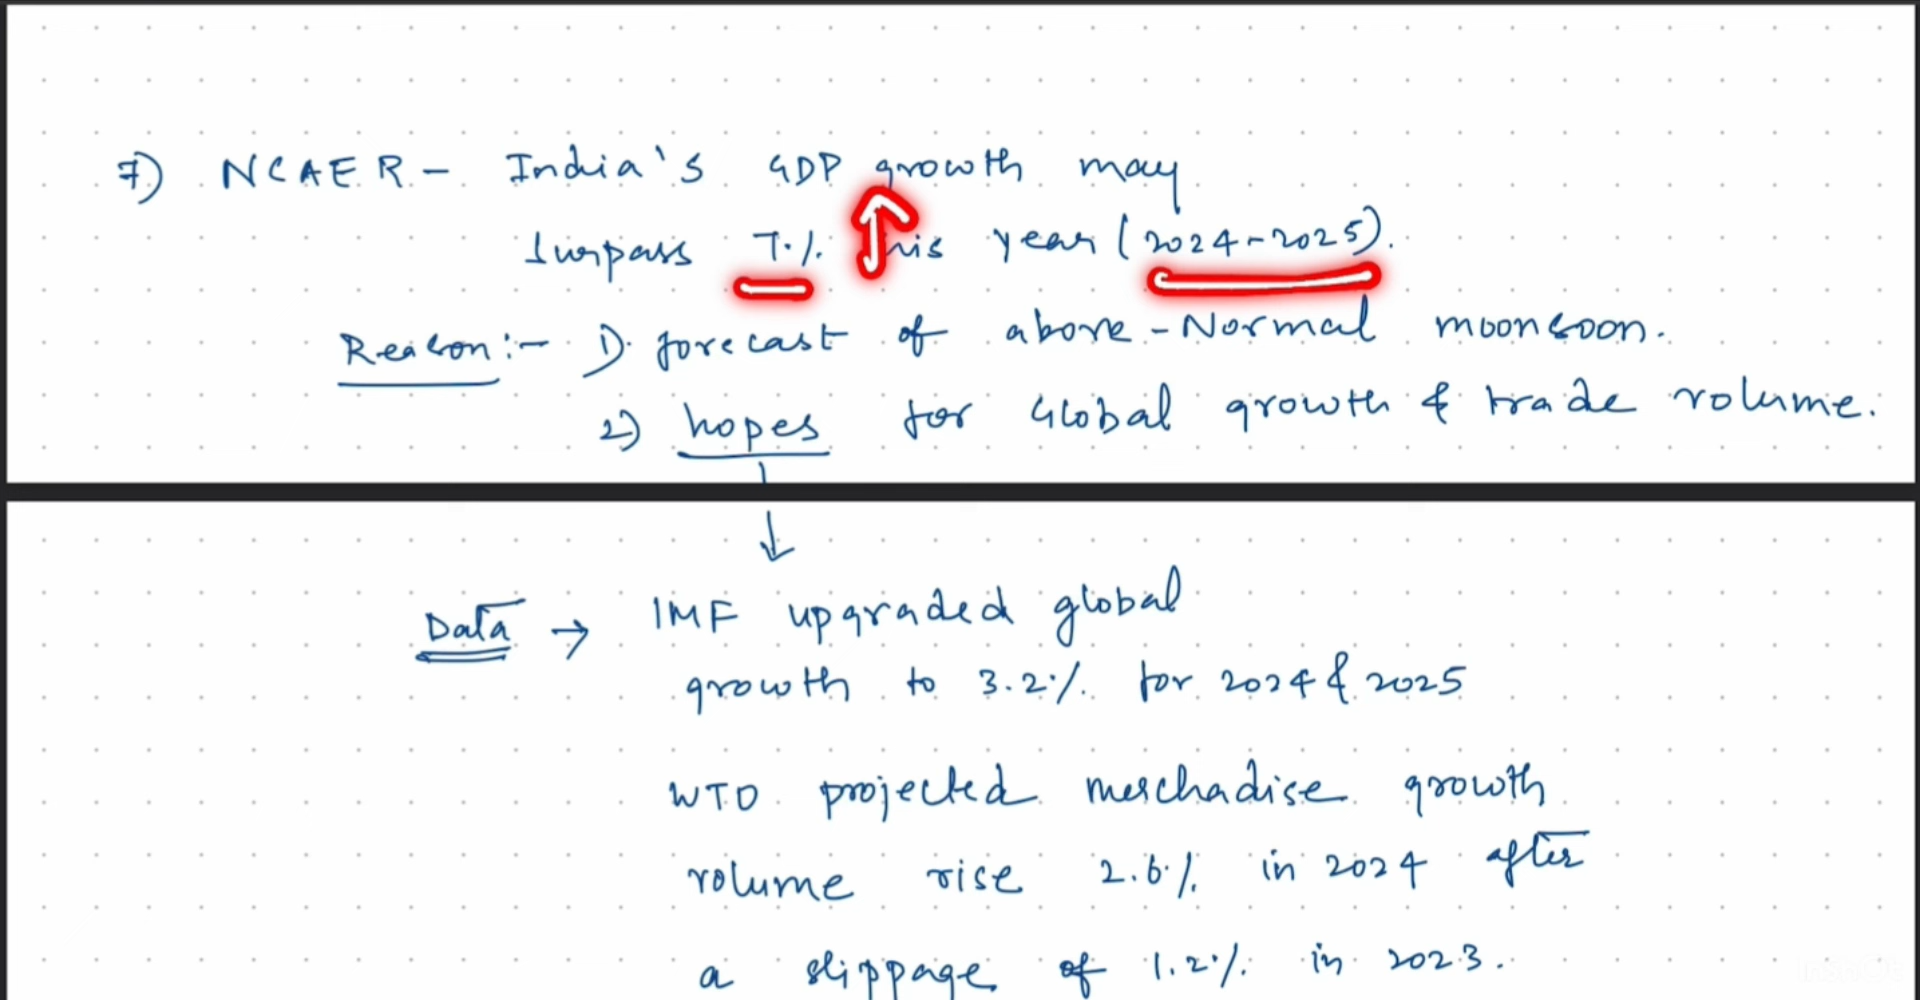 7) NCAER - India's GDP growth may
surpass 7% this year (2024-2025).
Reason:- 1) forecast of above-Normal moonsoon.
2) hopes for Global growth & trade volume.
Data → IMF upgraded global
growth to 3.2% for 2024 & 2025
WTO projected merchadise growth
volume rise 2.6% in 2024 after
a slippage of 1.2% in 2023.